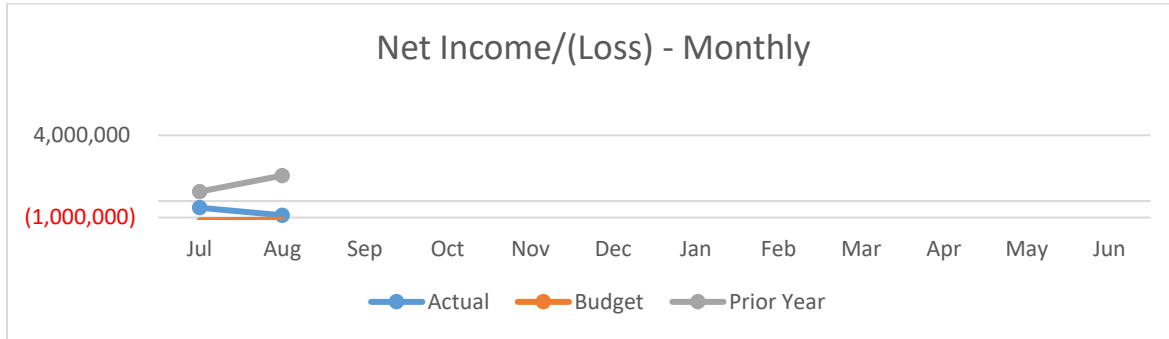 Net Income/(Loss) - Monthly
4,000,000
(1,000,000)
Jul Aug Sep Oct Nov Dec Jan Feb Mar Apr May Jun
Actual Budget Prior Year